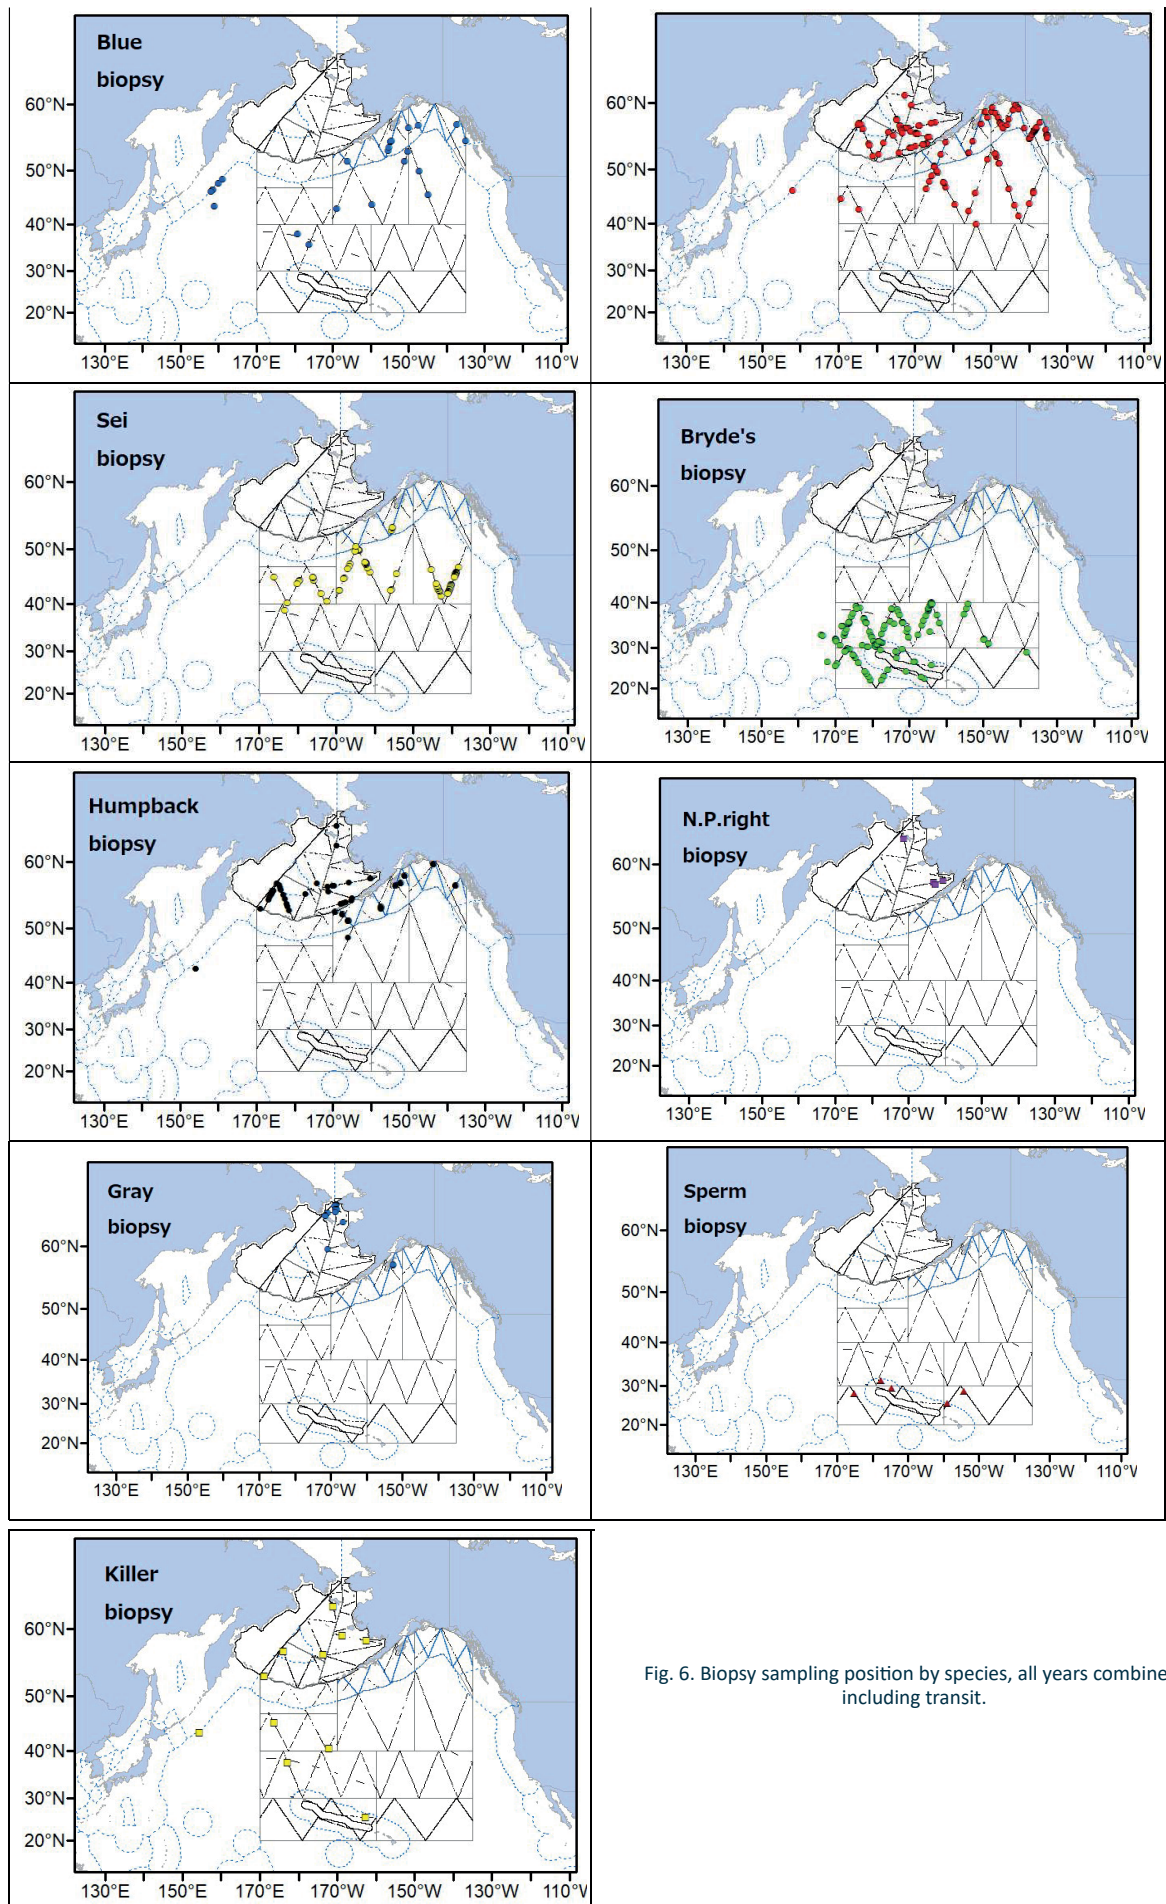 Blue
biopsy
60°N
50°N
40°N
30°N
20°N
130°E 150°E 170°E 170°W 150°W 130°W 110°W
60°N
50°N
40°N
30°N
20°N
130°E 150°E 170°E 170°W 150°W 130°W 110°W
Sei
biopsy
60°N
50°N
40°N
30°N
20°N
130°E 150°E 170°E 170°W 150°W 130°W 110°W
Bryde's
biopsy
60°N
50°N
40°N
30°N
20°N
130°E 150°E 170°E 170°W 150°W 130°W 110°W
Humpback
biopsy
60°N
50°N
40°N
30°N
20°N
130°E 150°E 170°E 170°W 150°W 130°W 110°W
N.P.right
biopsy
60°N
50°N
40°N
30°N
20°N
130°E 150°E 170°E 170°W 150°W 130°W 110°W
Gray
biopsy
60°N
50°N
40°N
30°N
20°N
130°E 150°E 170°E 170°W 150°W 130°W 110°W
Sperm
biopsy
60°N
50°N
40°N
30°N
20°N
130°E 150°E 170°E 170°W 150°W 130°W 110°W
Killer
biopsy
60°N
50°N
40°N
30°N
20°N
130°E 150°E 170°E 170°W 150°W 130°W 110°W
Fig. 6. Biopsy sampling position by species, all years combine
including transit.